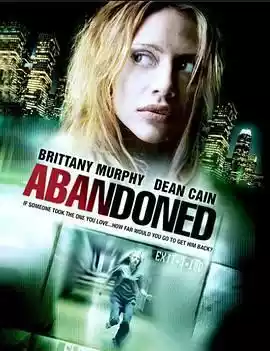 BRITTANY MURPHY DEAN CAIN
ABANDONED
IF SOMEONE TOOK THE ONE YOU LOVE...HOW FAR WOULD YOU GO TO GET HIM BACK?